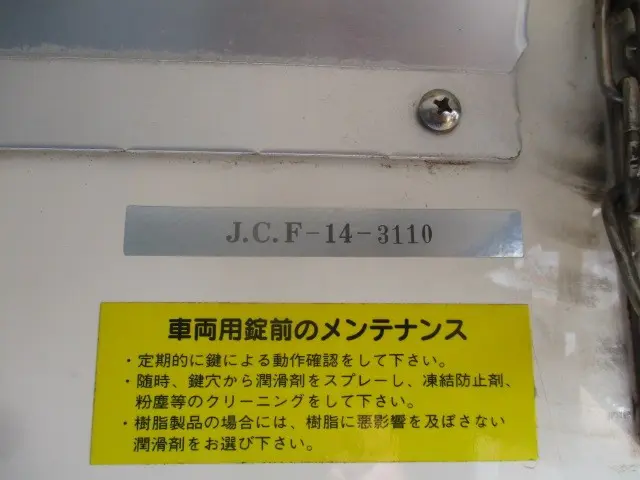 J.C.F-14-3110
車両用錠前のメンテナンス
・定期的に鍵による動作確認をして下さい。
・随時、鍵穴から潤滑剤をスプレーし、凍結防止剤、
粉塵等のクリーニングをして下さい。
・樹脂製品の場合には、樹脂に悪影響を及ぼさない
潤滑剤をお選び下さい。